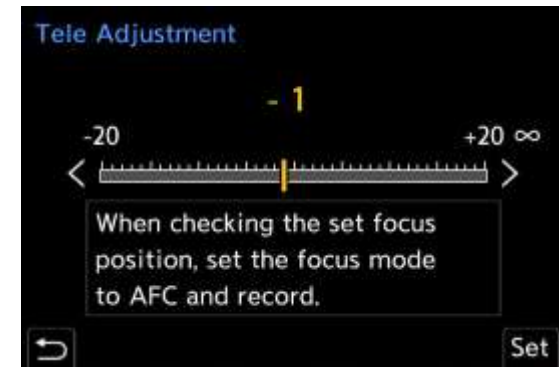 Tele Adjustment
- 1
-20 +20 ∞
When checking the set focus
position, set the focus mode
to AFC and record.
Set